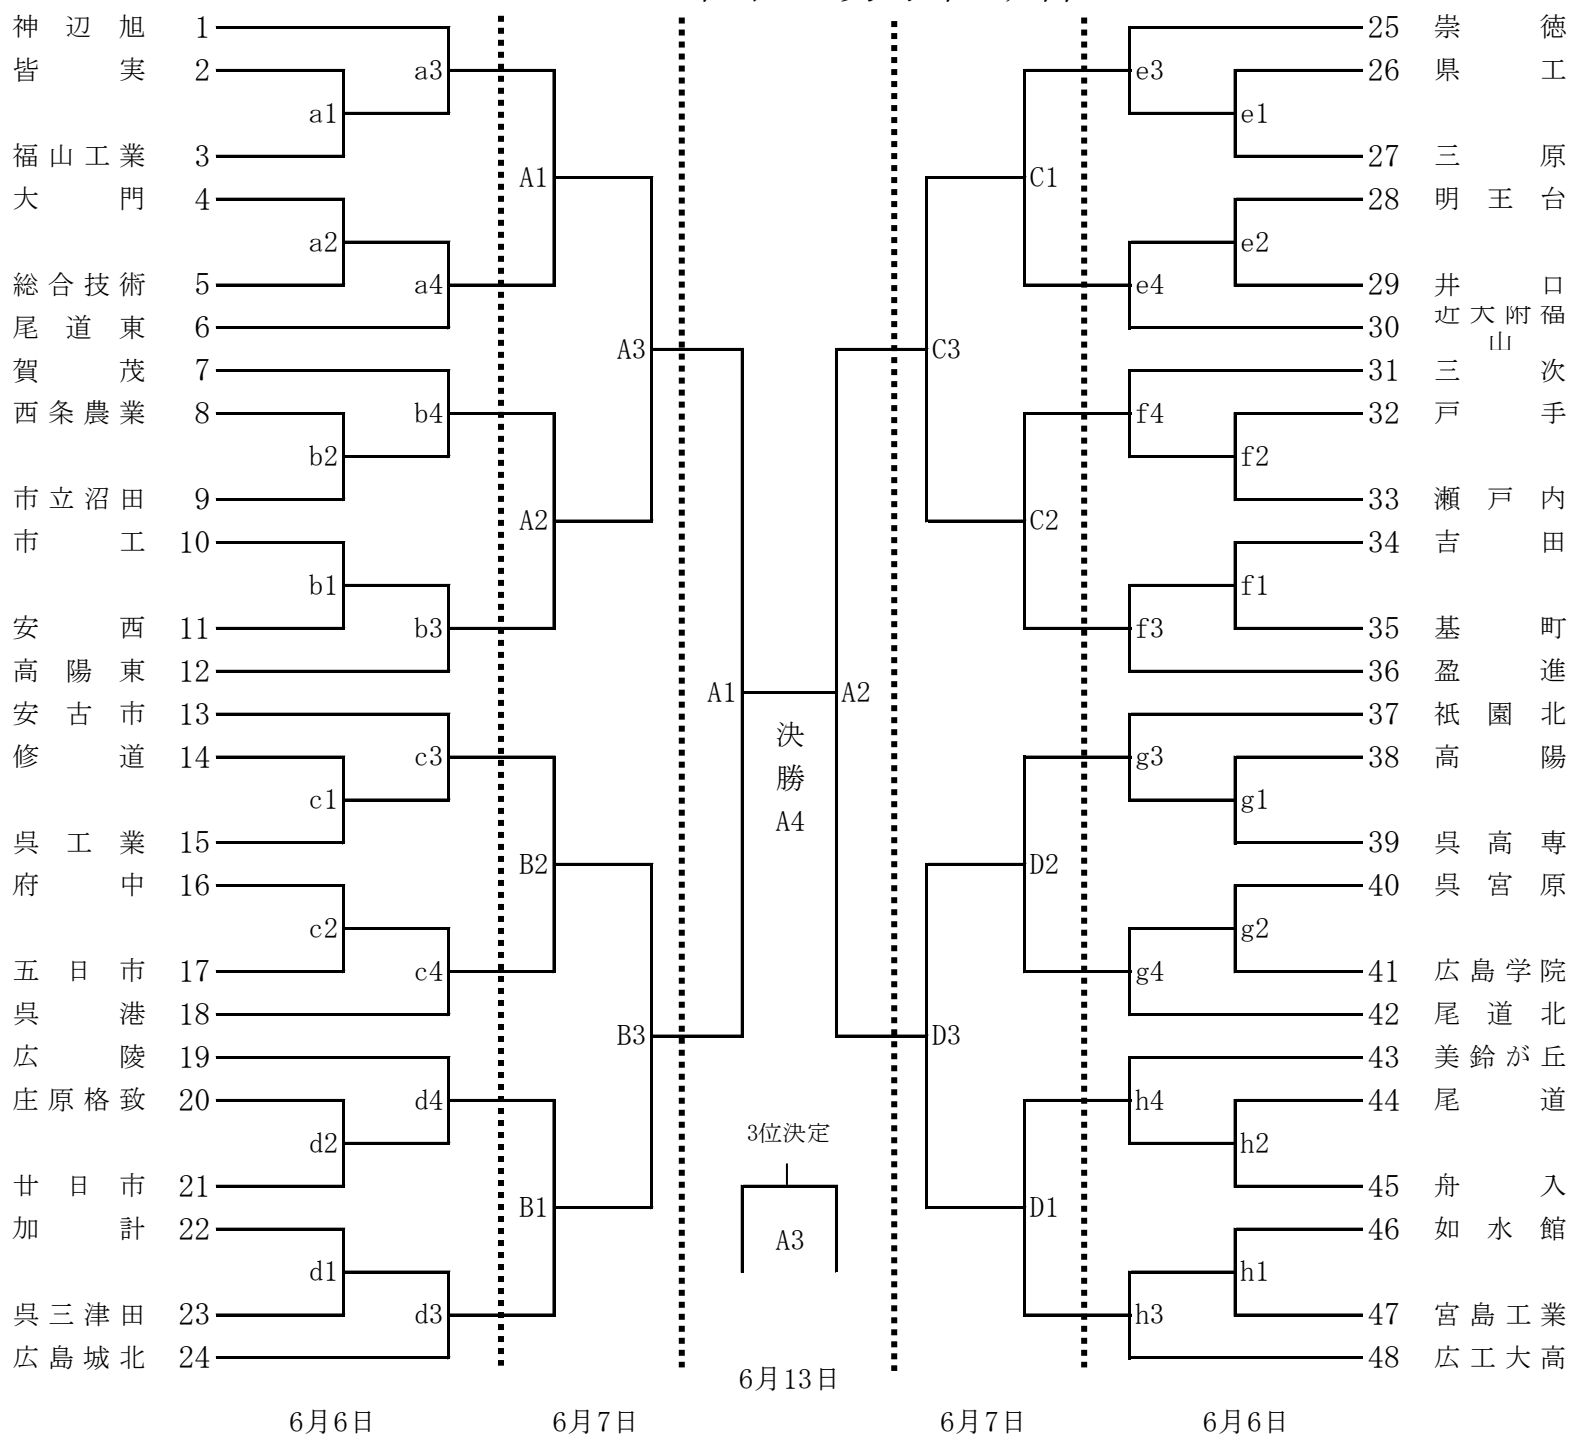 神辺旭 1
皆実 2
a3
a1
福山工業 3
A1
大門 4
a2
総合技術 5
a4
尾道東 6
A3
賀茂 7
西条農業 8
b4
b2
市立沼田 9
A2
市工 10
b1
安西 11
b3
高陽東 12
A1
安古市 13
修道 14
c3
c1
呉工業 15
B2
府中 16
c2
五日市 17
c4
呉港 18
B3
広陵 19
庄原格致 20
d4
d2
廿日市 21
B1
加計 22
d1
呉三津田 23
d3
広島城北 24
6月6日
6月7日
決勝
A4
3位決定
A3
6月13日
25 崇徳
e3
26 県工
e1
27 三原
C1
28 明王台
e2
e4
29 井口
30 近大附福山
C3
31 三次
f4
32 戸手
f2
33 瀬戸内
C2
34 吉田
f1
f3
35 基町
36 盈進
A2
37 祇園北
g3
38 高陽
g1
39 呉高専
D2
40 呉宮原
g2
g4
41 広島学院
42 尾道北
D3
43 美鈴が丘
h4
44 尾道
h2
45 舟入
D1
46 如水館
h1
h3
47 宮島工業
48 広工大高
6月7日
6月6日